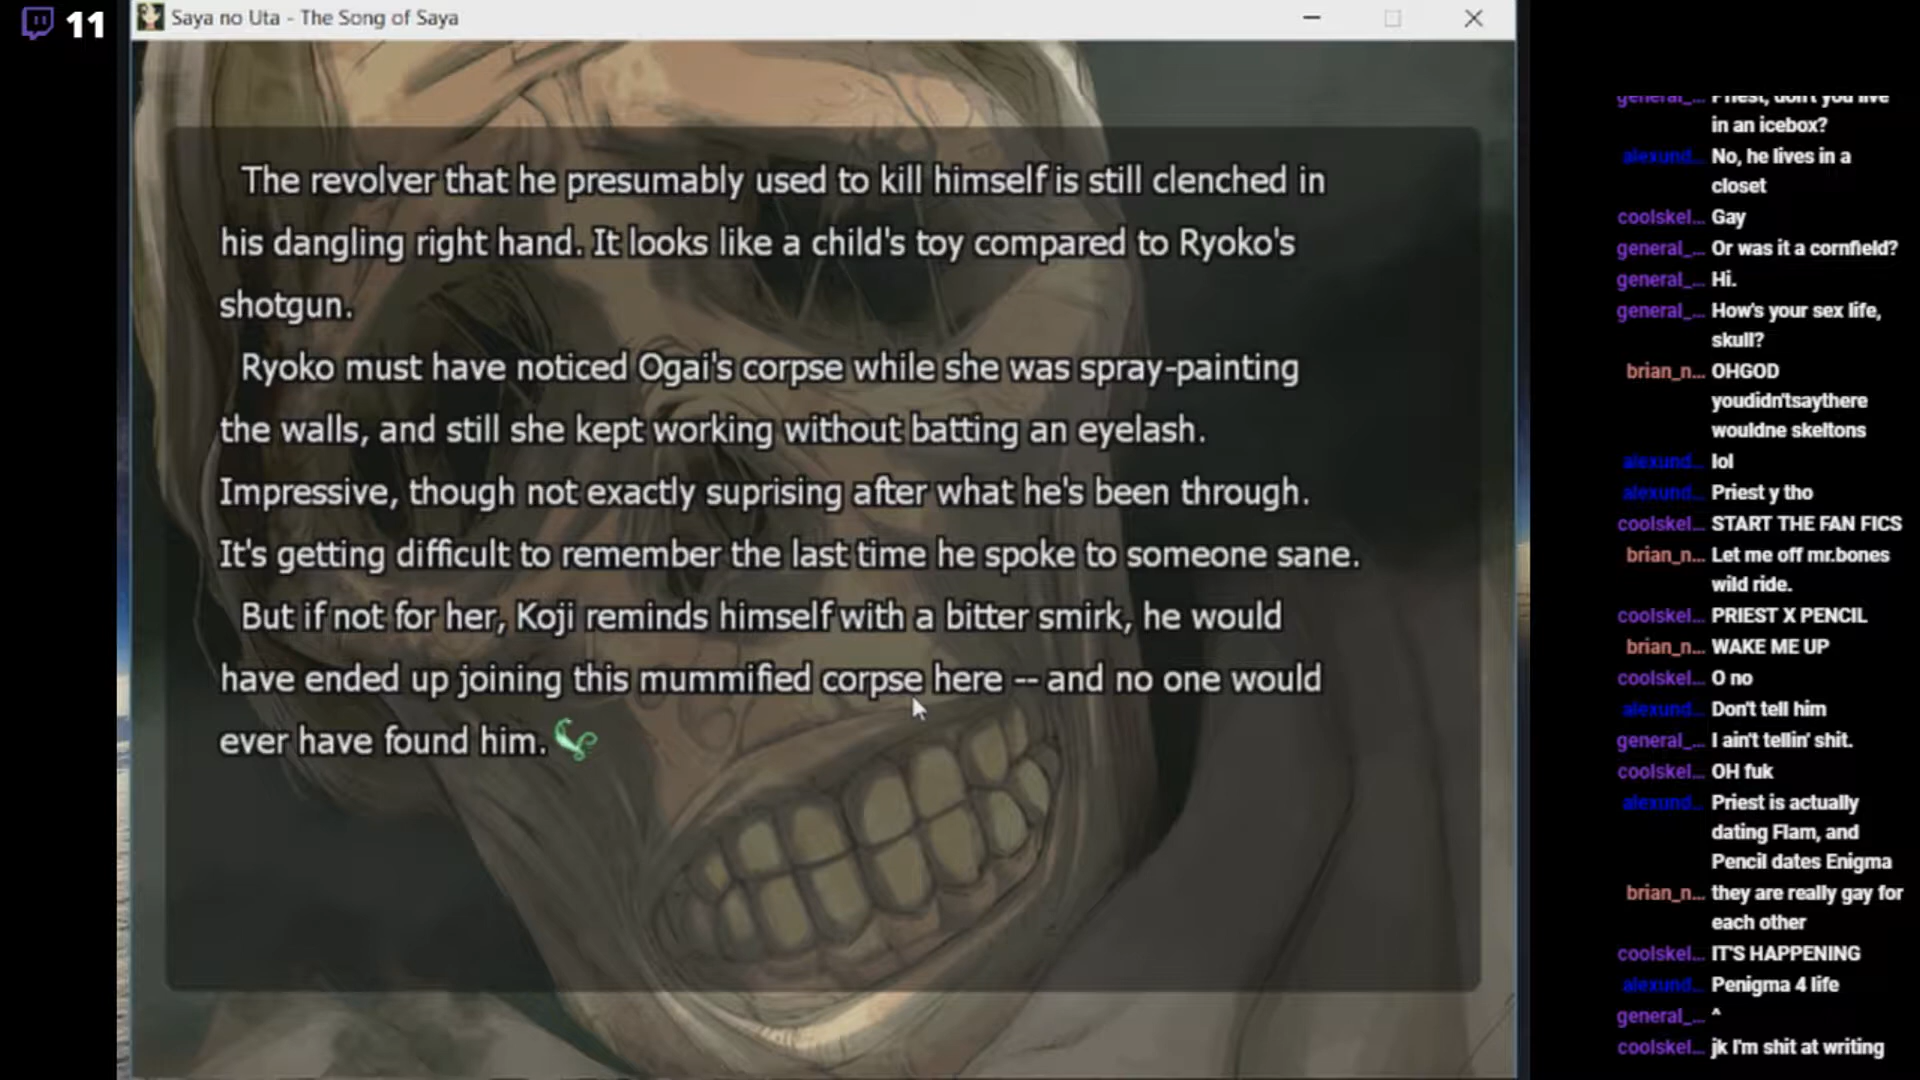 11
Saya no Uta - The Song of Saya
The revolver that he presumably used to kill himself is still clenched in
his dangling right hand. It looks like a child's toy compared to Ryoko's
shotgun.
Ryoko must have noticed Ogai's corpse while she was spray-painting
the walls, and still she kept working without batting an eyelash.
Impressive, though not exactly suprising after what he's been through.
It's getting difficult to remember the last time he spoke to someone sane.
But if not for her, Koji reminds himself with a bitter smirk, he would
have ended up joining this mummified corpse here -- and no one would
ever have found him.
general_... Priest, don't you live
in an icebox?
alexund... No, he lives in a
closet
coolskel... Gay
general_... Or was it a cornfield?
general_... Hi.
general_... How's your sex life,
skull?
brian_n... OHGOD
youdidn'tsaythere
wouldne skeltons
alexund... lol
alexund... Priest y tho
coolskel... START THE FAN FICS
brian_n... Let me off mr.bones
wild ride.
coolskel... PRIEST X PENCIL
brian_n... WAKE ME UP
coolskel... O no
alexund... Don't tell him
general_... I ain't tellin' shit.
coolskel... OH fuk
alexund... Priest is actually
dating Flam, and
Pencil dates Enigma
brian_n... they are really gay for
each other
coolskel... IT'S HAPPENING
alexund... Penigma 4 life
general_... ^
coolskel... jk I'm shit at writing